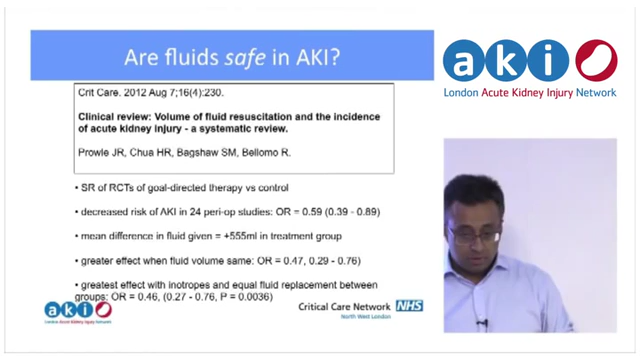 Are fluids safe in AKI?
Crit Care. 2012 Aug 7;16(4):230.
Clinical review: Volume of fluid resuscitation and the incidence
of acute kidney injury - a systematic review.
Prowle JR, Chua HR, Bagshaw SM, Bellomo R.
• SR of RCTs of goal-directed therapy vs control
• decreased risk of AKI in 24 peri-op studies: OR = 0.59 (0.39 - 0.89)
• mean difference in fluid given = +555ml in treatment group
• greater effect when fluid volume same: OR = 0.47, 0.29 - 0.76)
• greatest effect with inotropes and equal fluid replacement between
groups: OR = 0.46, (0.27 - 0.76, P = 0.0036)
aki
London Acute Kidney Injury Network
Critical Care Network NHS
North West London
aki
London Acute Kidney Injury Network